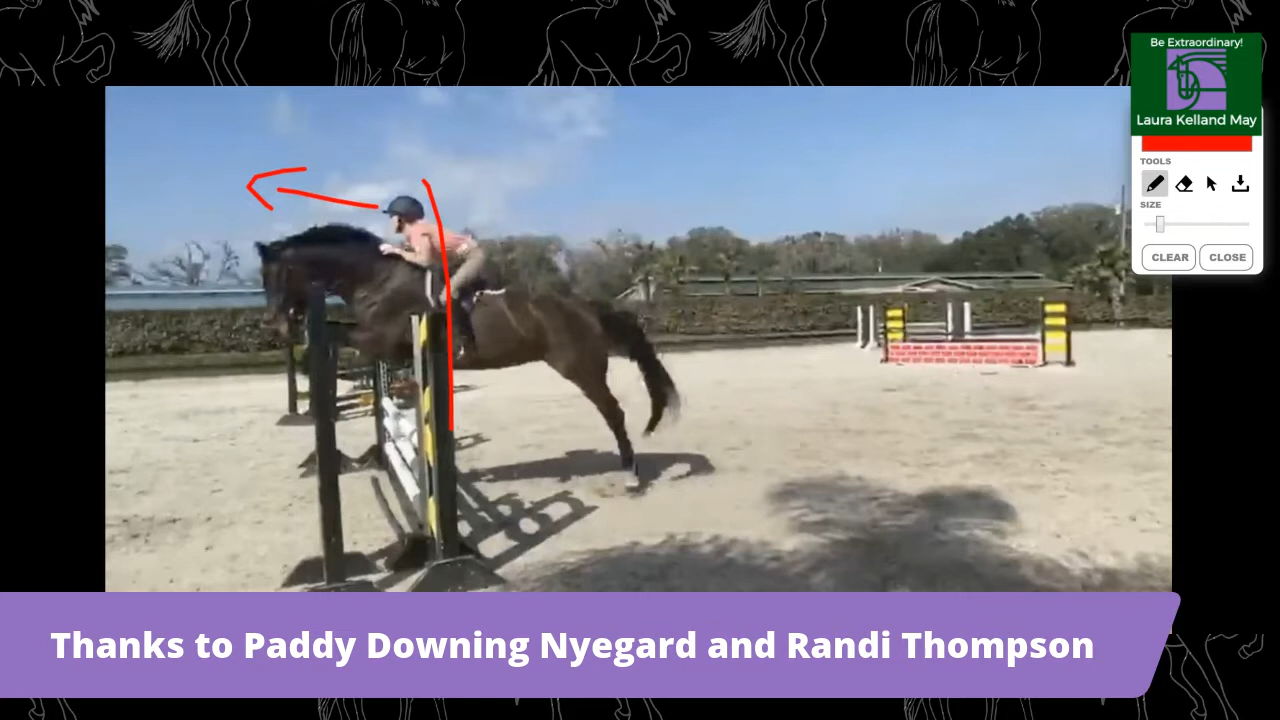 Be Extraordinary!
Laura Kelland May
TOOLS
SIZE
CLEAR
CLOSE
Thanks to Paddy Downing Nyegard and Randi Thompson